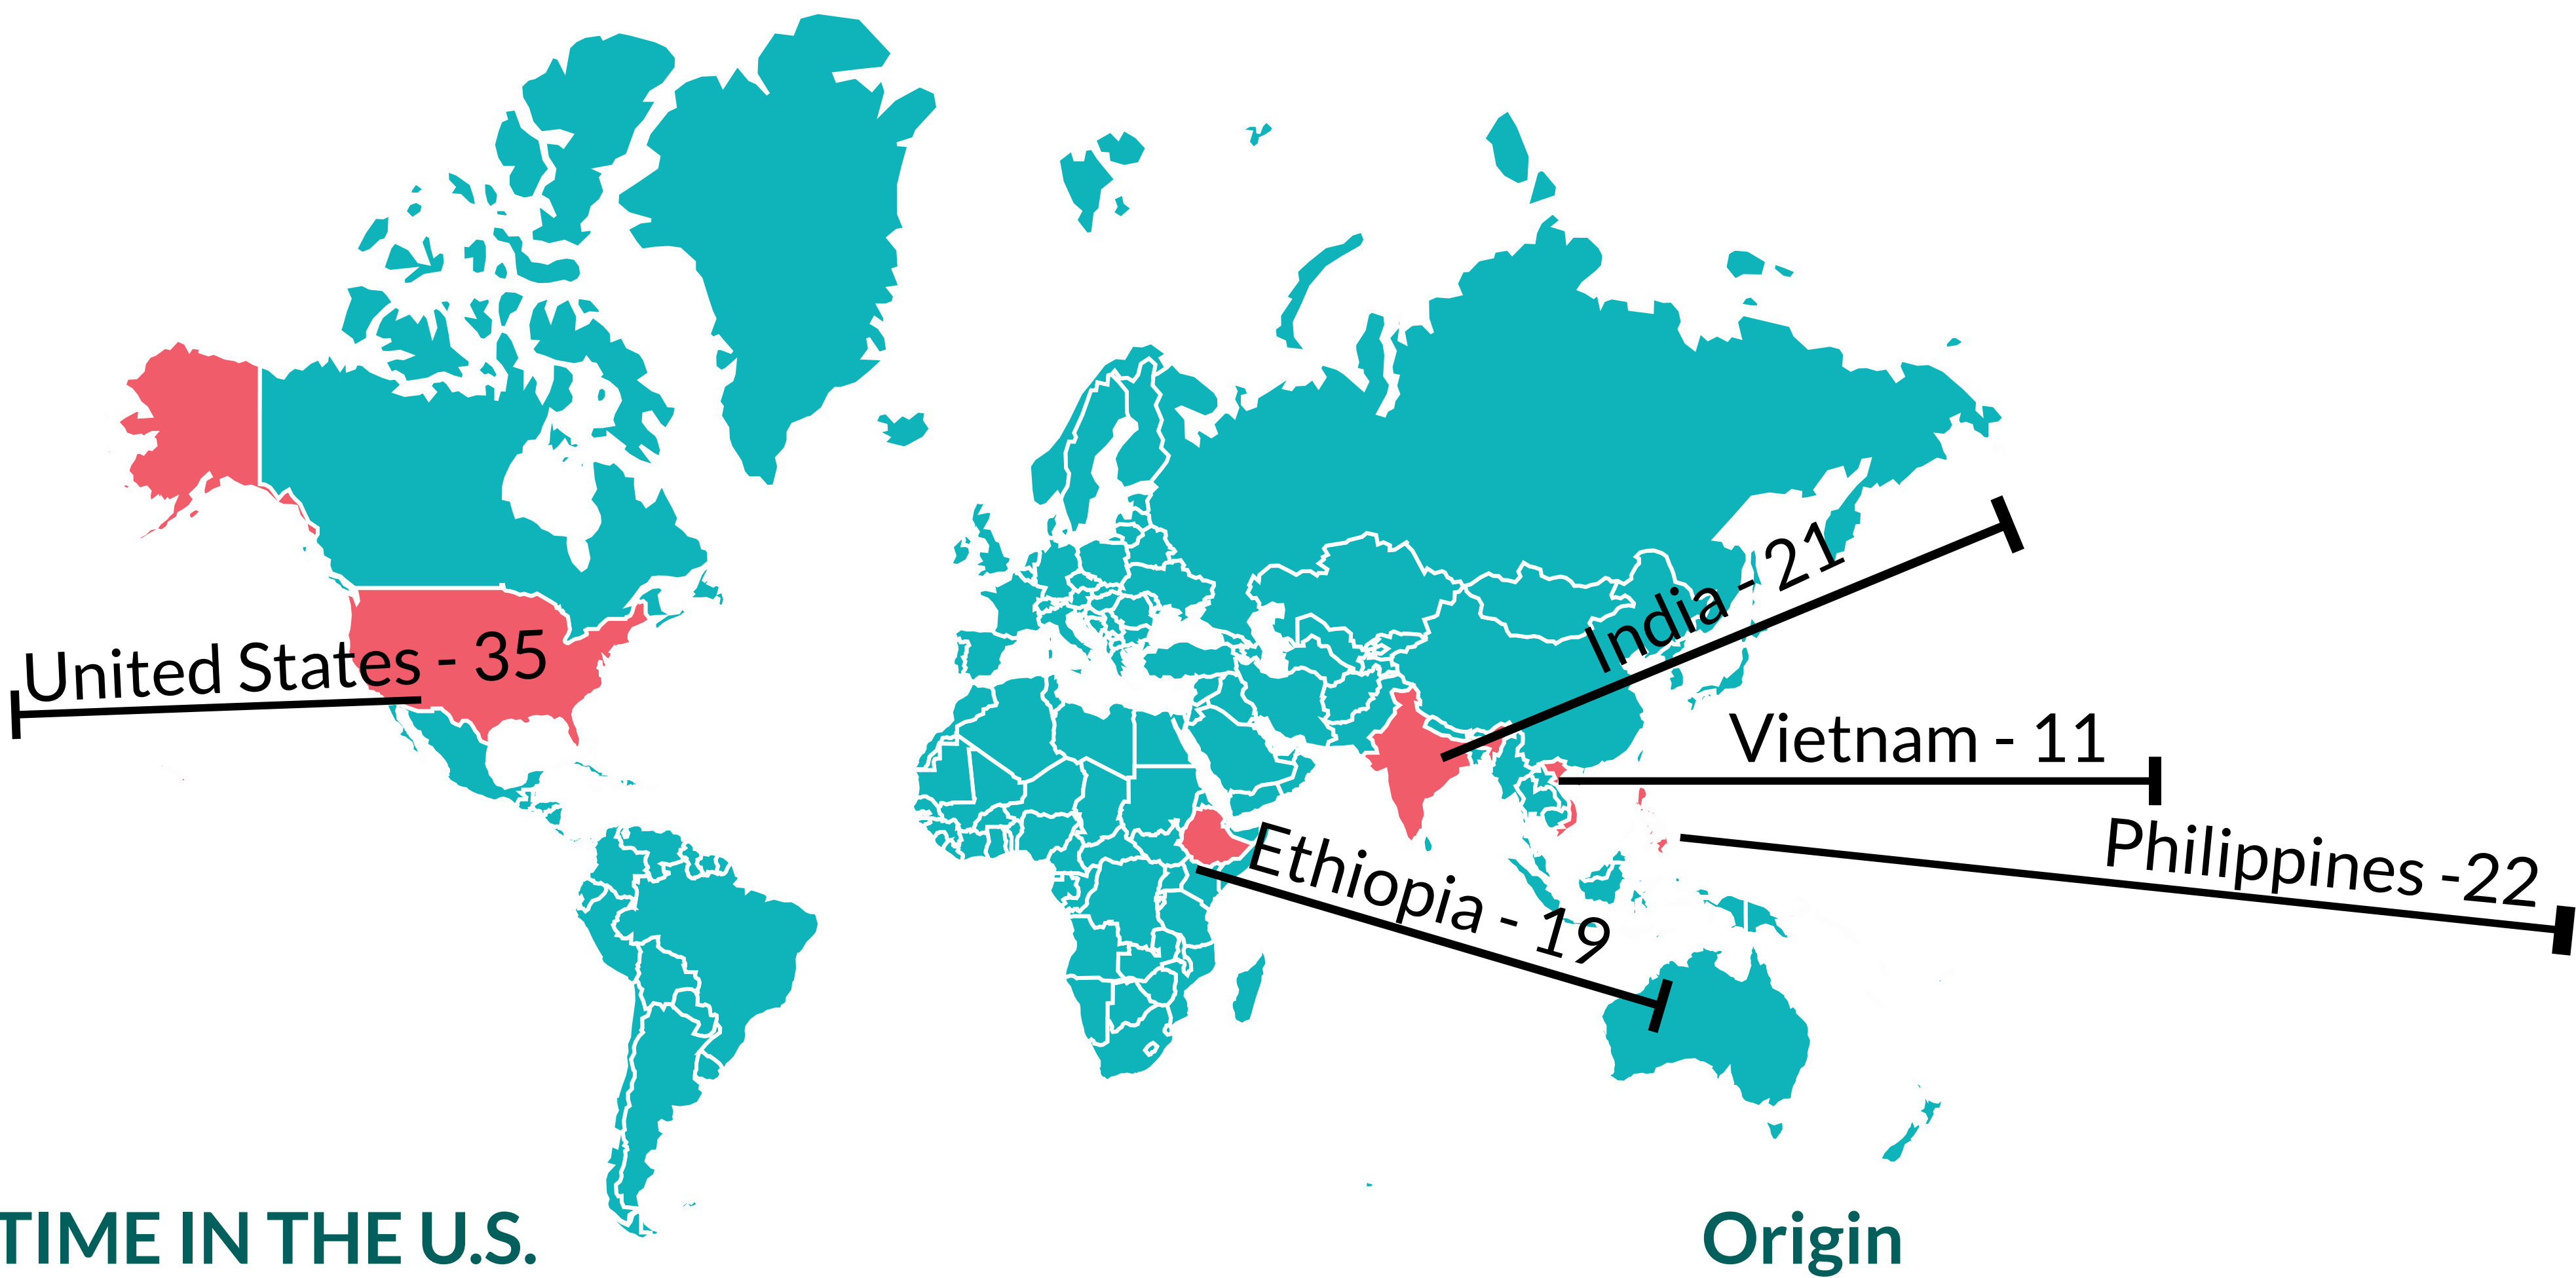 India - 21
United States - 35
Vietnam - 11
Philippines -22
Ethiopia - 19
TIME IN THE U.S.
Origin